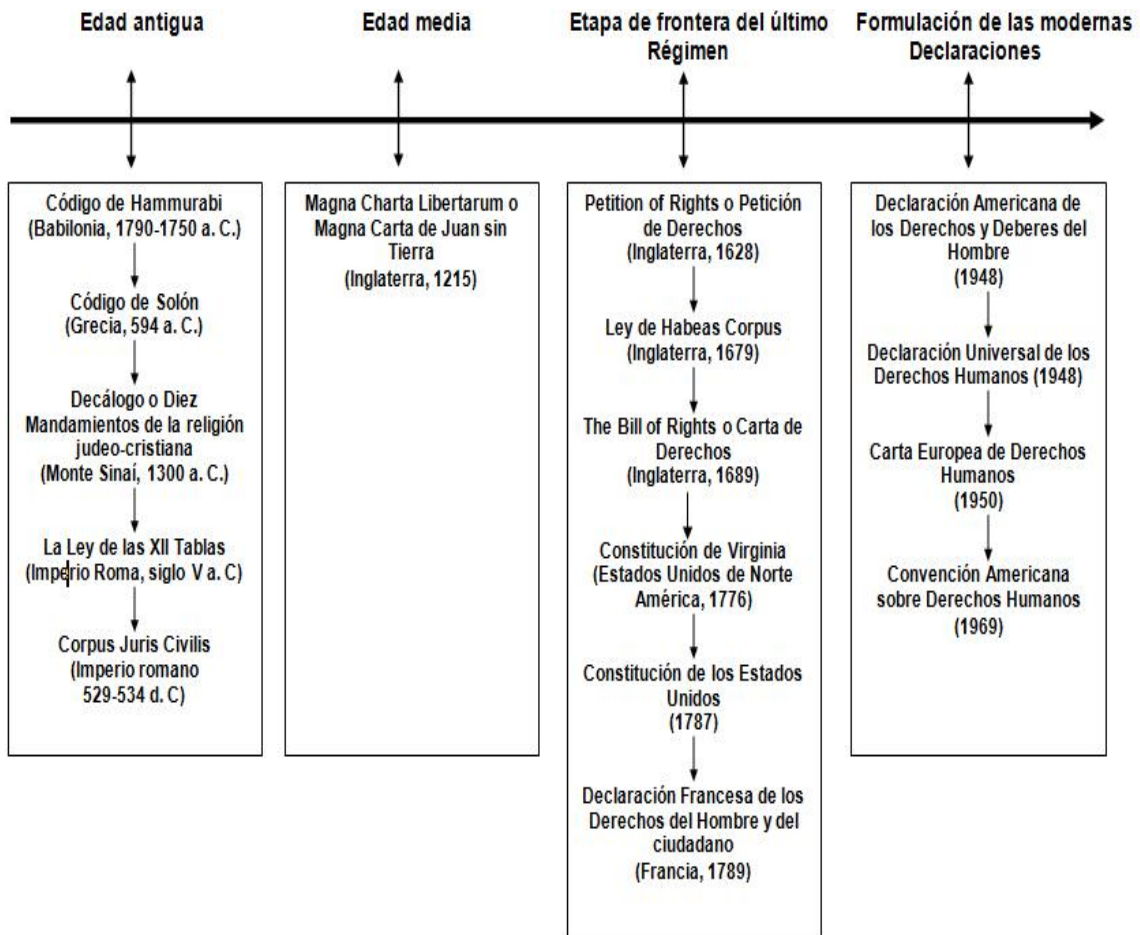 Edad antigua
Edad media
Etapa de frontera del último
Régimen
Formulación de las modernas
Declaraciones
Código de Hammurabi
(Babilonia, 1790-1750 a. C.)
Código de Solón
(Grecia, 594 a. C.)
Decálogo o Diez
Mandamientos de la religión
judeo-cristiana
(Monte Sinaí, 1300 a. C.)
La Ley de las XII Tablas
(Imperio Roma, siglo V a. C)
Corpus Juris Civilis
(Imperio romano
529-534 d. C)
Magna Charta Libertarum o
Magna Carta de Juan sin
Tierra
(Inglaterra, 1215)
Petition of Rights o Petición
de Derechos
(Inglaterra, 1628)
Ley de Habeas Corpus
(Inglaterra, 1679)
The Bill of Rights o Carta de
Derechos
(Inglaterra, 1689)
Constitución de Virginia
(Estados Unidos de Norte
América, 1776)
Constitución de los Estados
Unidos
(1787)
Declaración Francesa de los
Derechos del Hombre y del
ciudadano
(Francia, 1789)
Declaración Americana de
los Derechos y Deberes del
Hombre
(1948)
Declaración Universal de los
Derechos Humanos (1948)
Carta Europea de Derechos
Humanos
(1950)
Convención Americana
sobre Derechos Humanos
(1969)